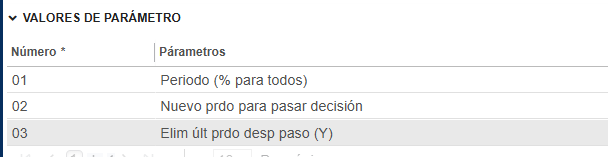 VALORES DE PARÁMETRO
Número * Párametros
01 Periodo (% para todos)
02 Nuevo prdo para pasar decisión
03 Elim últ prdo desp paso (Y)